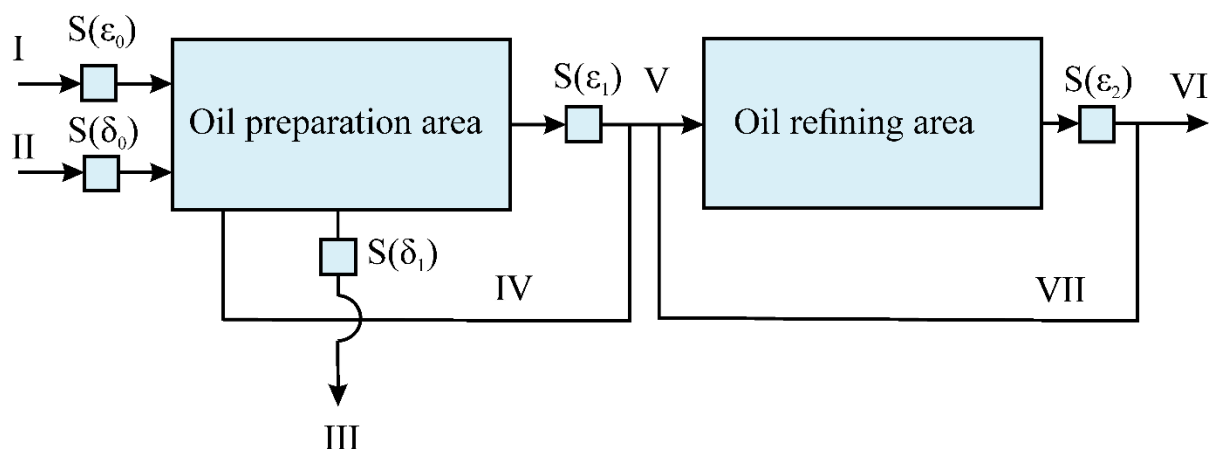 I
S(ε₀)
II
S(δ₀)
Oil preparation area
S(ε₁)
V
Oil refining area
S(ε₂)
VI
S(δ₁)
IV
VII
III